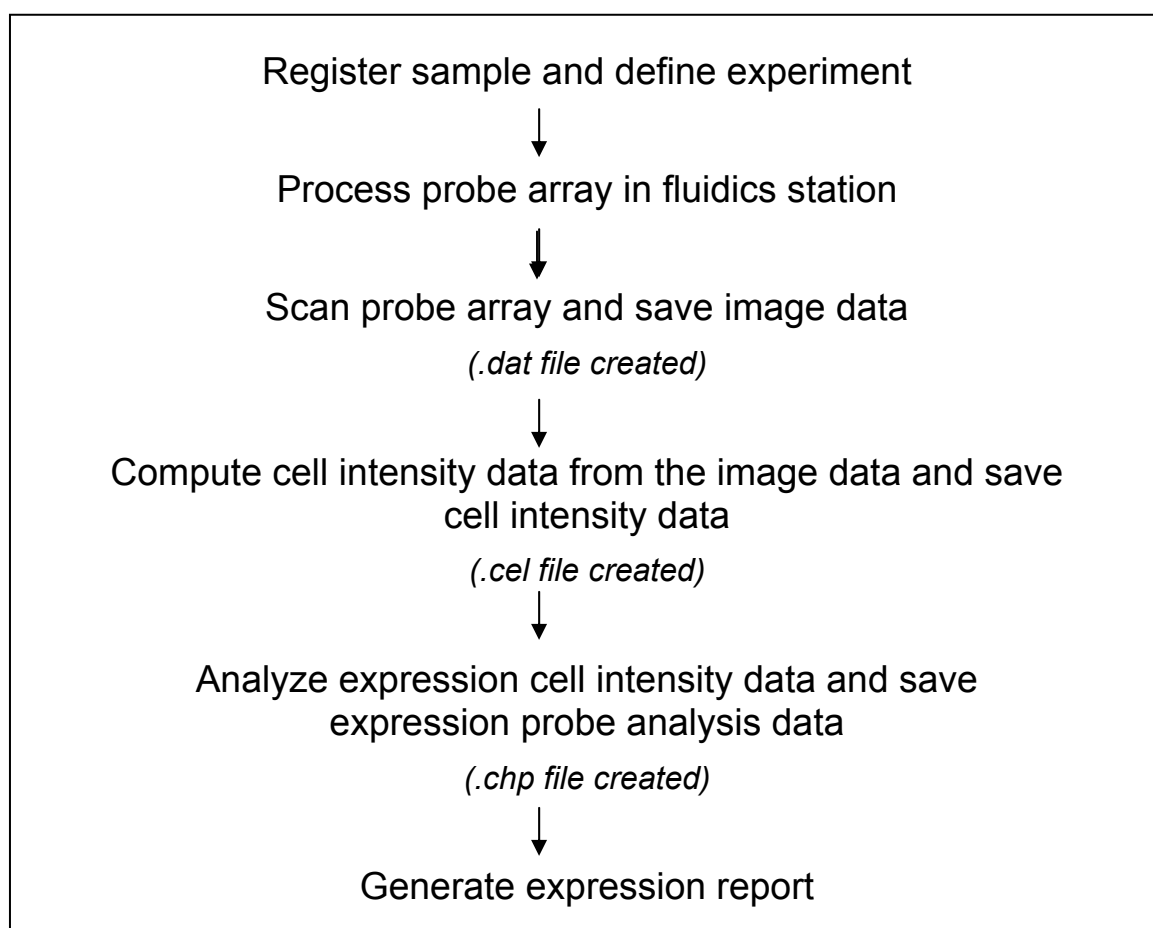 Register sample and define experiment
Process probe array in fluidics station
Scan probe array and save image data
(.dat file created)
Compute cell intensity data from the image data and save
cell intensity data
(.cel file created)
Analyze expression cell intensity data and save
expression probe analysis data
(.chp file created)
Generate expression report